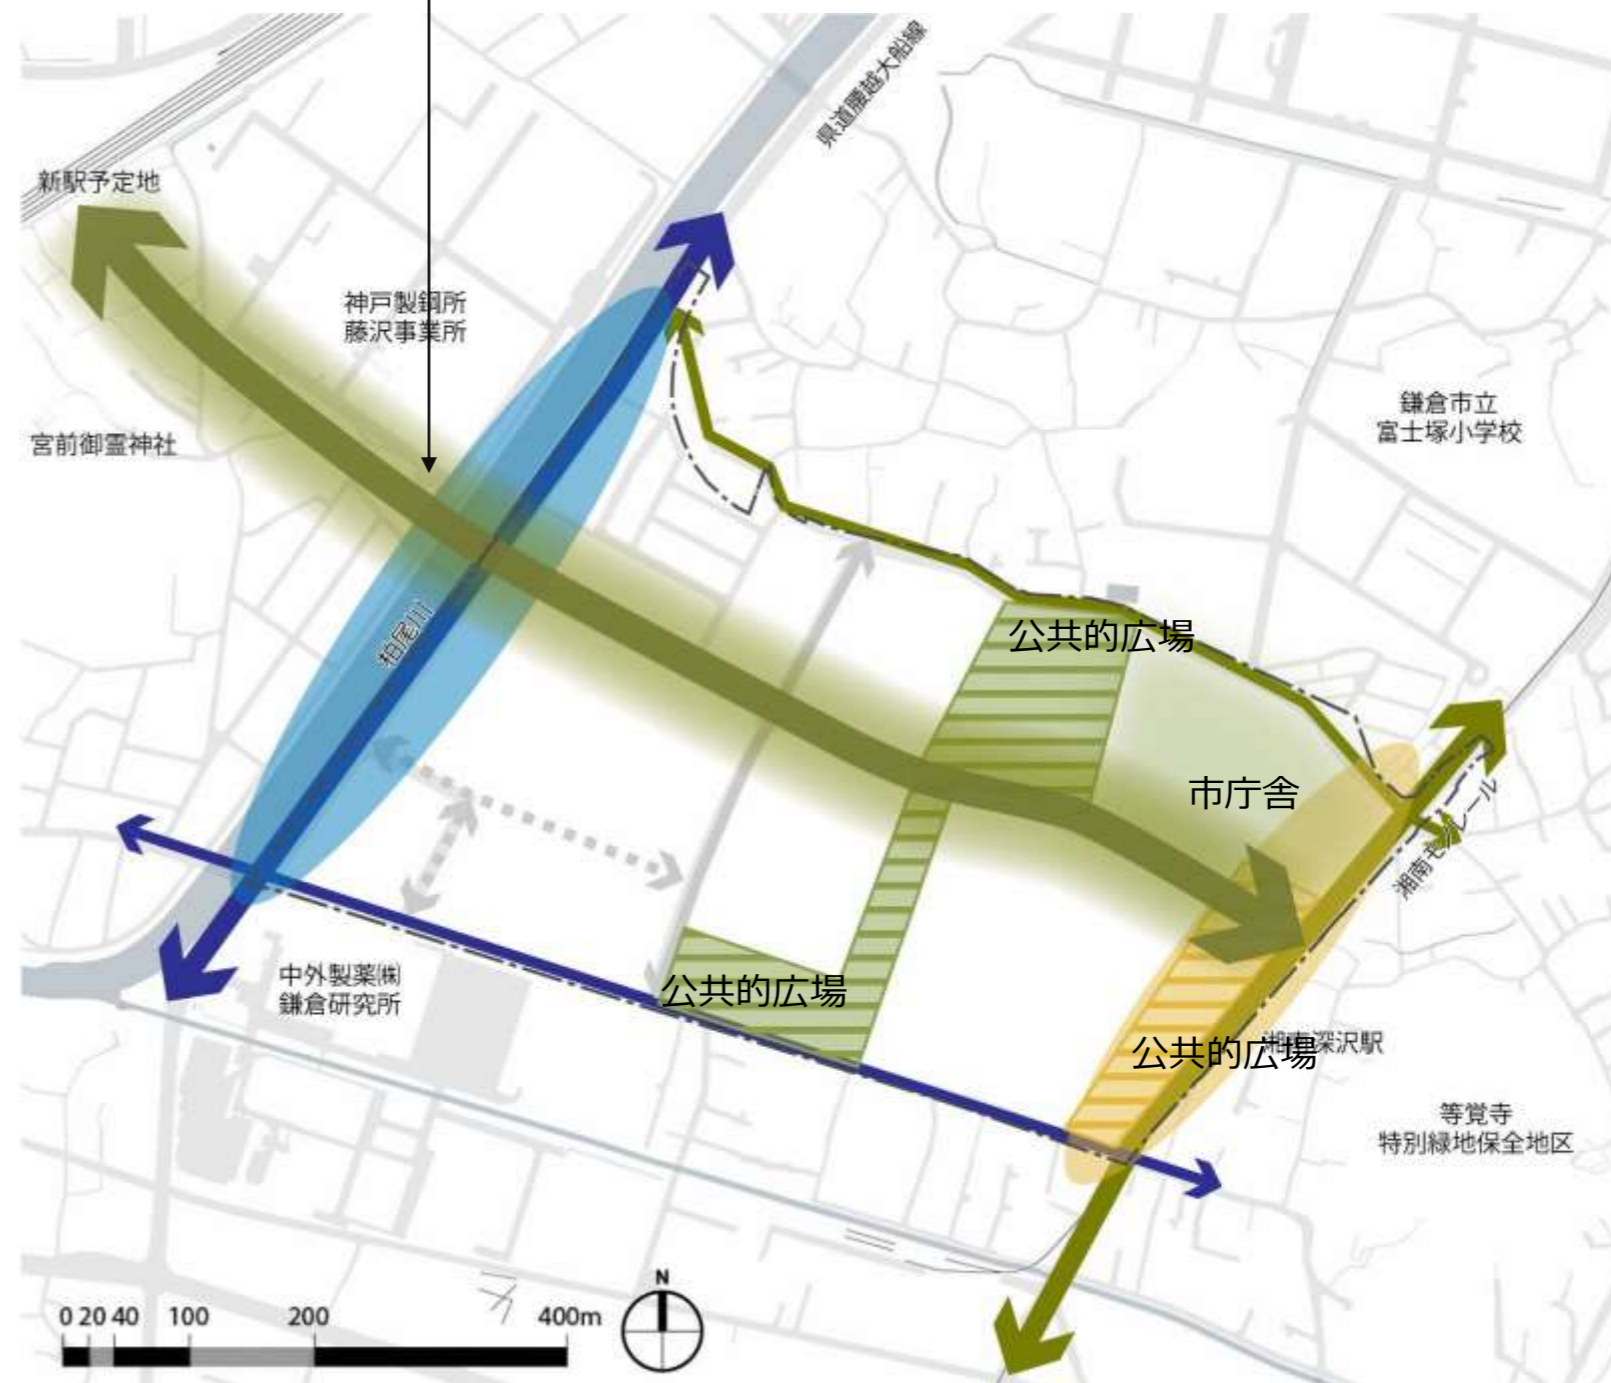 県道腰越大船線
新駅予定地
神戸製鋼所
藤沢事業所
鎌倉市立
富士塚小学校
宮前御霊神社
柏尾川
公共的広場
市庁舎
湘南モノレール
中外製薬㈱
鎌倉研究所
公共的広場
公共的広場
湘南深沢駅
等覚寺
特別緑地保全地区
N
0 20 40 100 200 400m